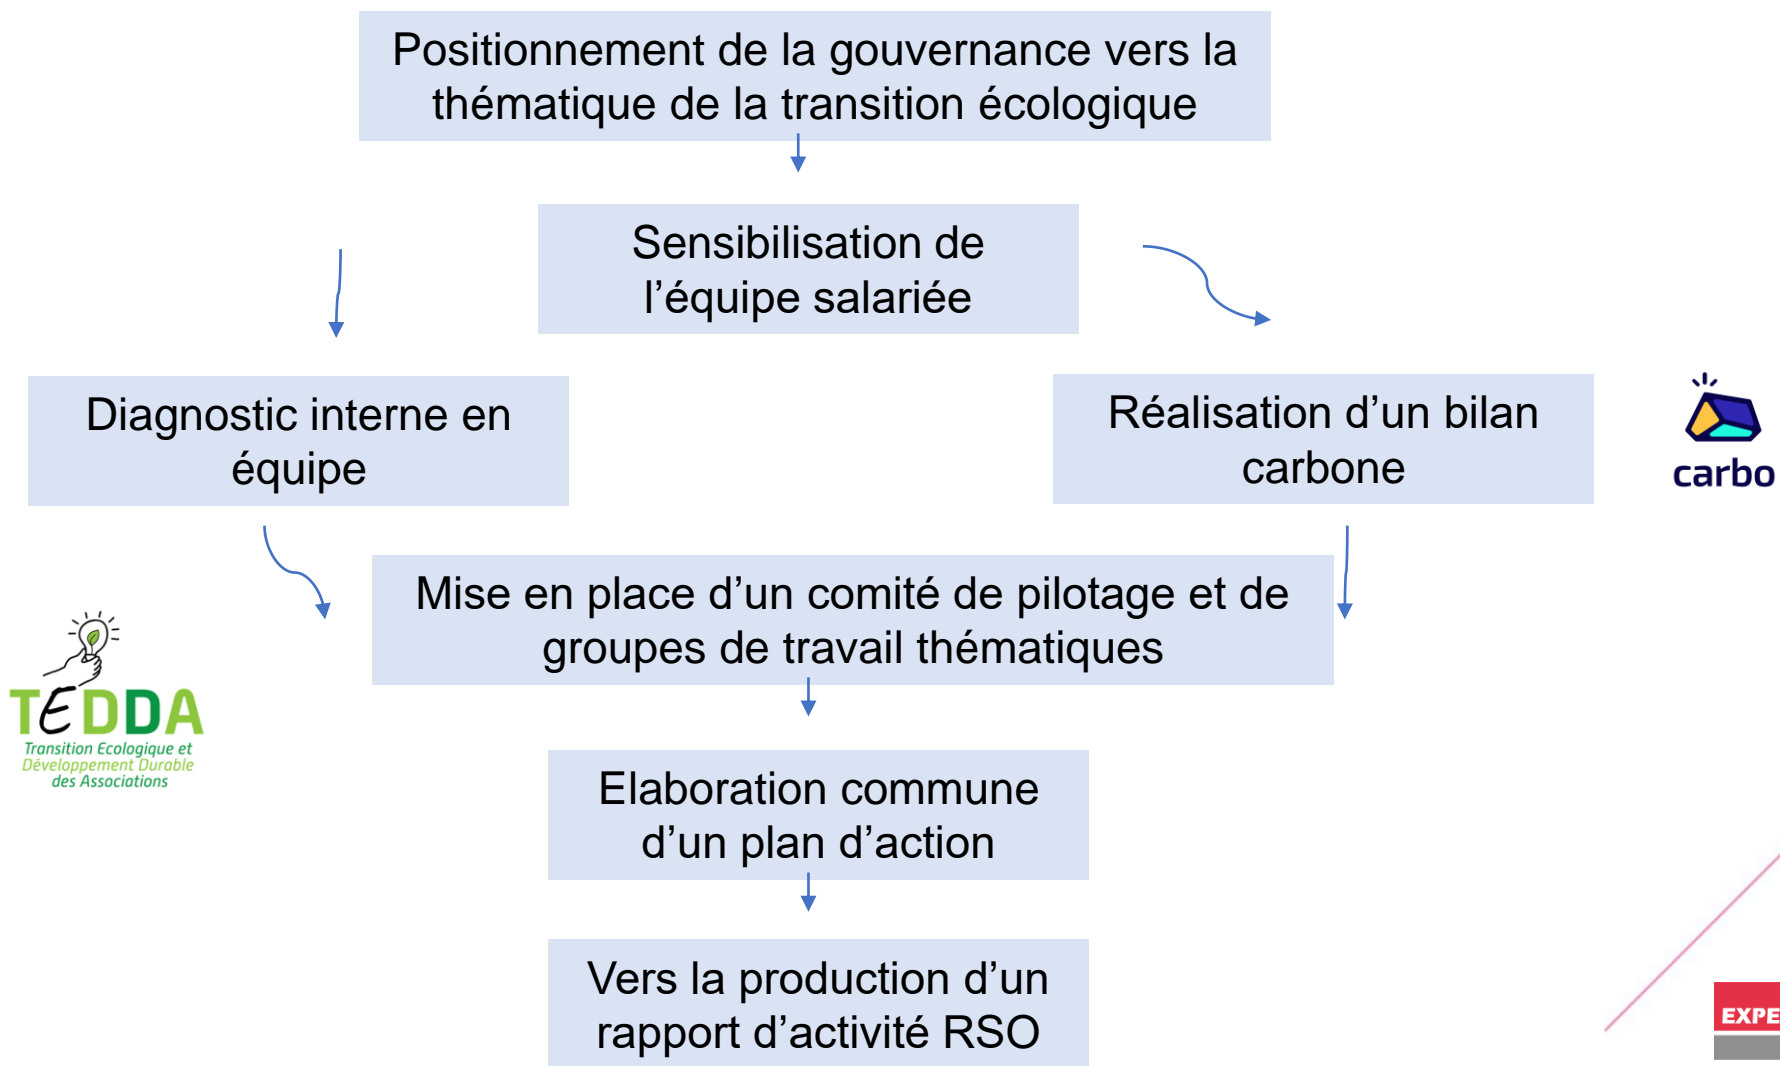 Positionnement de la gouvernance vers la
thématique de la transition écologique
Sensibilisation de
l’équipe salariée
Diagnostic interne en
équipe
Réalisation d’un bilan
carbone
carbo
Mise en place d’un comité de pilotage et de
groupes de travail thématiques
TEDDA
Transition Ecologique et
Développement Durable
des Associations
Elaboration commune
d’un plan d’action
Vers la production d’un
rapport d’activité RSO
EXPE